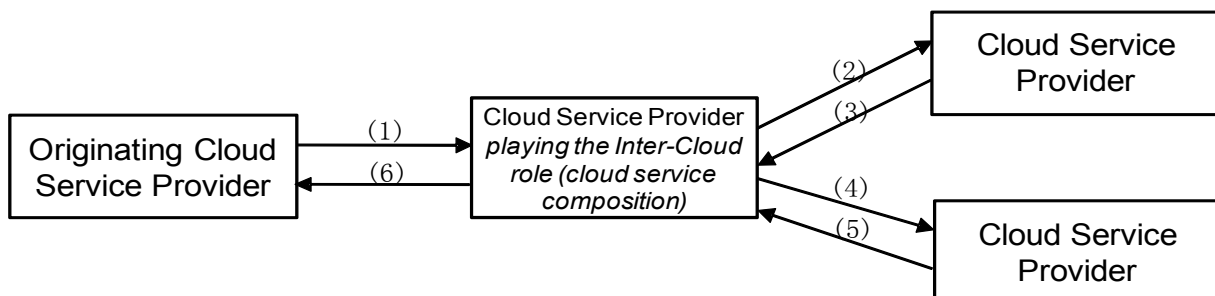 Originating Cloud
Service Provider
(1)
(6)
Cloud Service Provider
playing the Inter-Cloud
role (cloud service
composition)
(2)
(3)
(4)
(5)
Cloud Service
Provider
Cloud Service
Provider